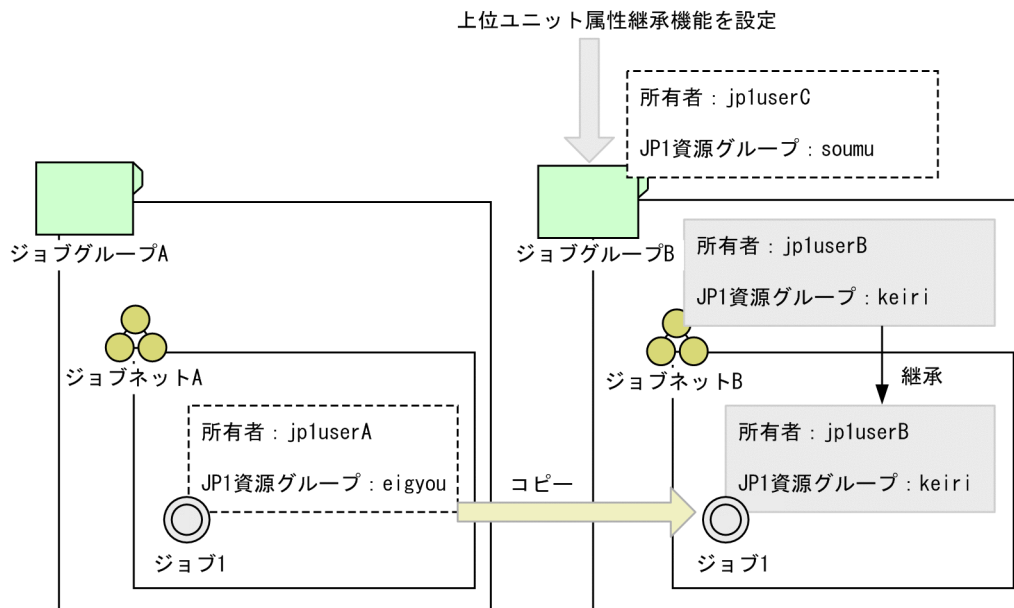 上位ユニット属性継承機能を設定
所有者：jp1userC
JP1資源グループ：soumu
ジョブグループA
ジョブグループB
所有者：jp1userB
JP1資源グループ：keiri
ジョブネットA
ジョブネットB
継承
所有者：jp1userA
JP1資源グループ：eigyou
コピー
所有者：jp1userB
JP1資源グループ：keiri
ジョブ1
ジョブ1